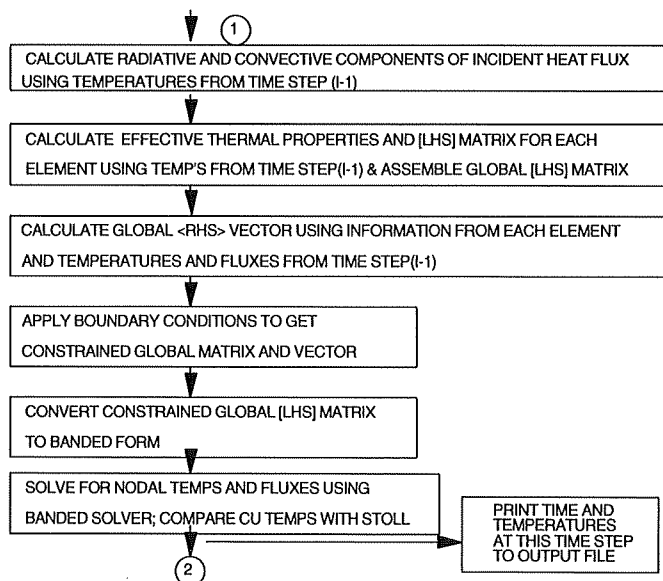 1
CALCULATE RADIATIVE AND CONVECTIVE COMPONENTS OF INCIDENT HEAT FLUX
USING TEMPERATURES FROM TIME STEP (I-1)
CALCULATE EFFECTIVE THERMAL PROPERTIES AND [LHS] MATRIX FOR EACH
ELEMENT USING TEMP'S FROM TIME STEP(I-1) & ASSEMBLE GLOBAL [LHS] MATRIX
CALCULATE GLOBAL <RHS> VECTOR USING INFORMATION FROM EACH ELEMENT
AND TEMPERATURES AND FLUXES FROM TIME STEP(I-1)
APPLY BOUNDARY CONDITIONS TO GET
CONSTRAINED GLOBAL MATRIX AND VECTOR
CONVERT CONSTRAINED GLOBAL [LHS] MATRIX
TO BANDED FORM
SOLVE FOR NODAL TEMPS AND FLUXES USING
BANDED SOLVER; COMPARE CU TEMPS WITH STOLL
PRINT TIME AND
TEMPERATURES
AT THIS TIME STEP
TO OUTPUT FILE
2